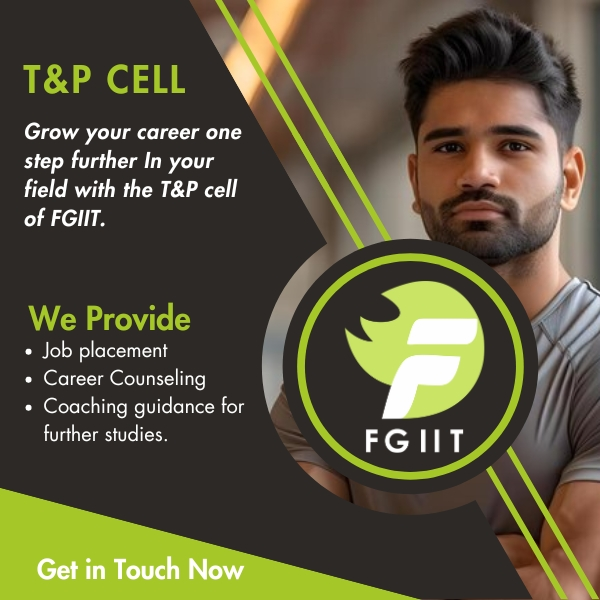 T&P CELL
Grow your career one
step further In your
field with the T&P cell
of FGIIT.
We Provide
• Job placement
• Career Counseling
• Coaching guidance for
further studies.
F
FGIIT
Get in Touch Now